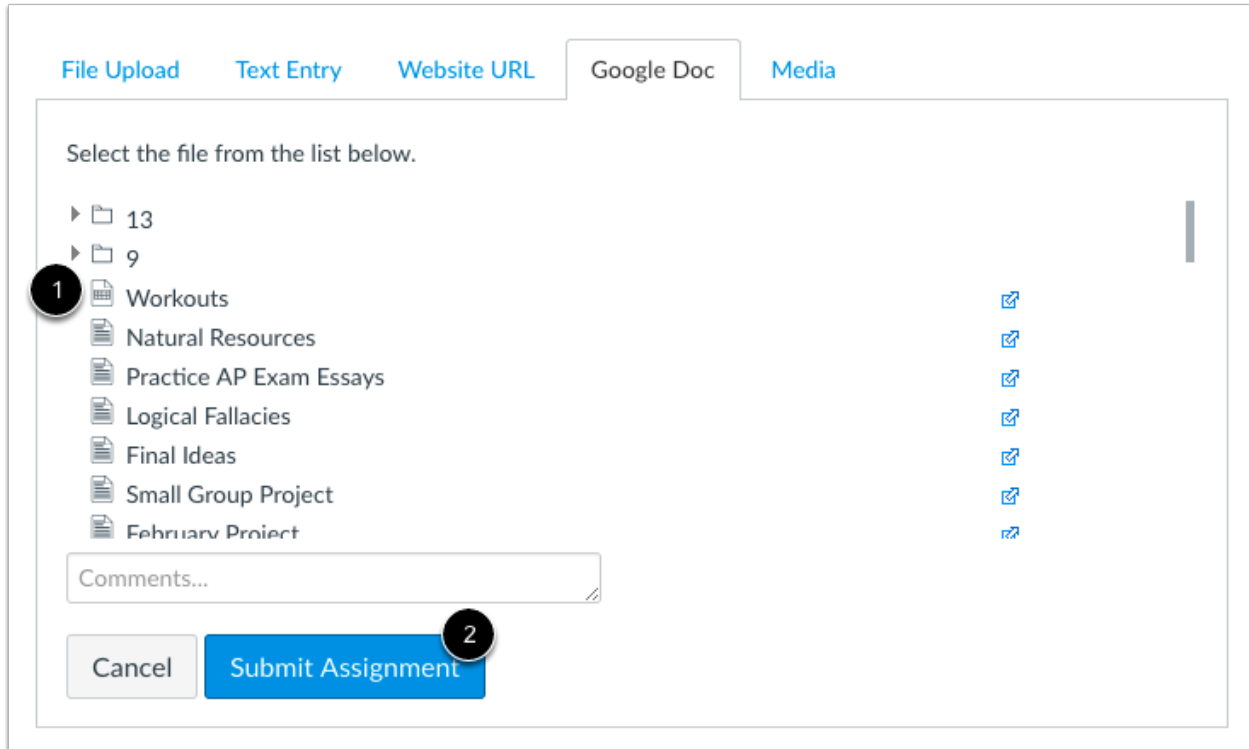 File Upload Text Entry Website URL Google Doc Media
Select the file from the list below.
13
9
1
Workouts
Natural Resources
Practice AP Exam Essays
Logical Fallacies
Final Ideas
Small Group Project
February Project
Comments...
2
Cancel Submit Assignment